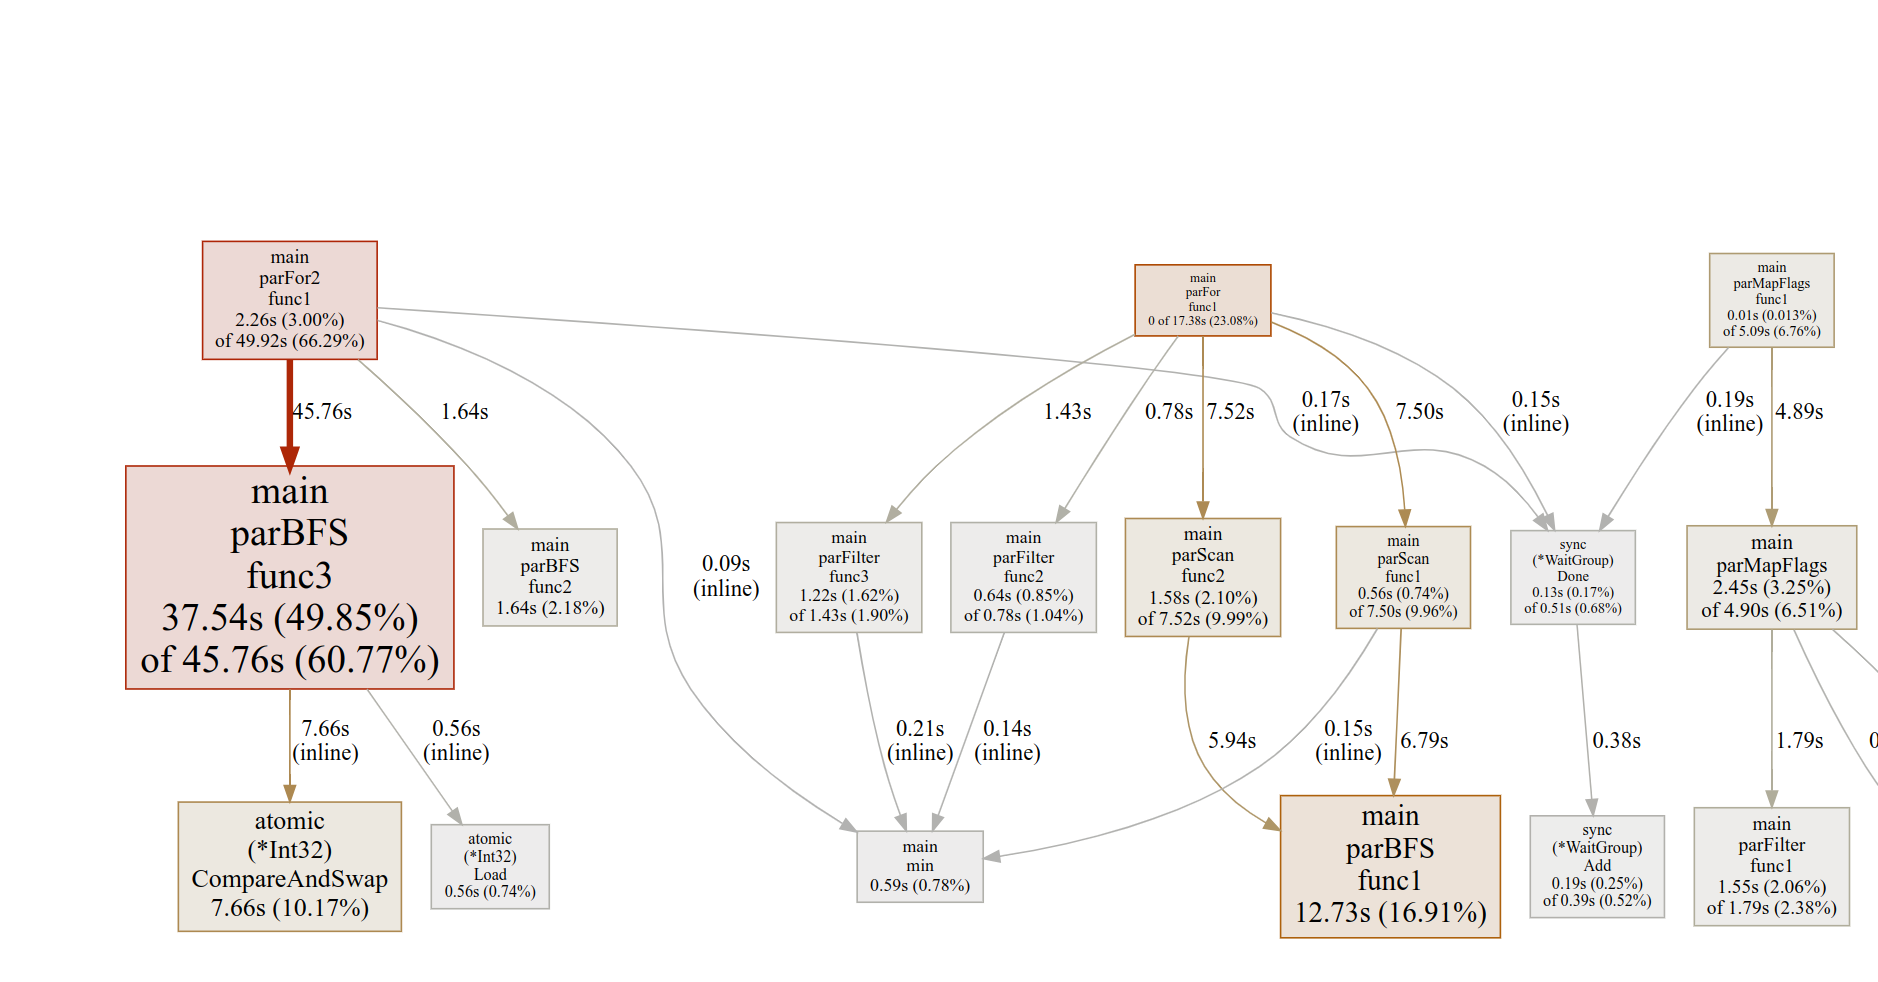 main
parFor2
func1
2.26s (3.00%)
of 49.92s (66.29%)
main
parFor
func1
0 of 17.38s (23.08%)
main
parMapFlags
func1
0.01s (0.013%)
of 5.09s (6.76%)
45.76s
1.64s
1.43s
0.78s
7.52s
0.17s
(inline)
7.50s
0.15s
(inline)
0.19s
(inline)
4.89s
main
parBFS
func3
37.54s (49.85%)
of 45.76s (60.77%)
main
parBFS
func2
1.64s (2.18%)
0.09s
(inline)
main
parFilter
func3
1.22s (1.62%)
of 1.43s (1.90%)
main
parFilter
func2
0.64s (0.85%)
of 0.78s (1.04%)
main
parScan
func2
1.58s (2.10%)
of 7.52s (9.99%)
main
parScan
func1
0.56s (0.74%)
of 7.50s (9.96%)
sync
(*WaitGroup)
Done
0.13s (0.17%)
of 0.51s (0.68%)
main
parMapFlags
2.45s (3.25%)
of 4.90s (6.51%)
7.66s
(inline)
0.56s
(inline)
0.21s
(inline)
0.14s
(inline)
5.94s
0.15s
(inline)
6.79s
0.38s
1.79s
0
atomic
(*Int32)
CompareAndSwap
7.66s (10.17%)
atomic
(*Int32)
Load
0.56s (0.74%)
main
min
0.59s (0.78%)
main
parBFS
func1
12.73s (16.91%)
sync
(*WaitGroup)
Add
0.19s (0.25%)
of 0.39s (0.52%)
main
parFilter
func1
1.55s (2.06%)
of 1.79s (2.38%)